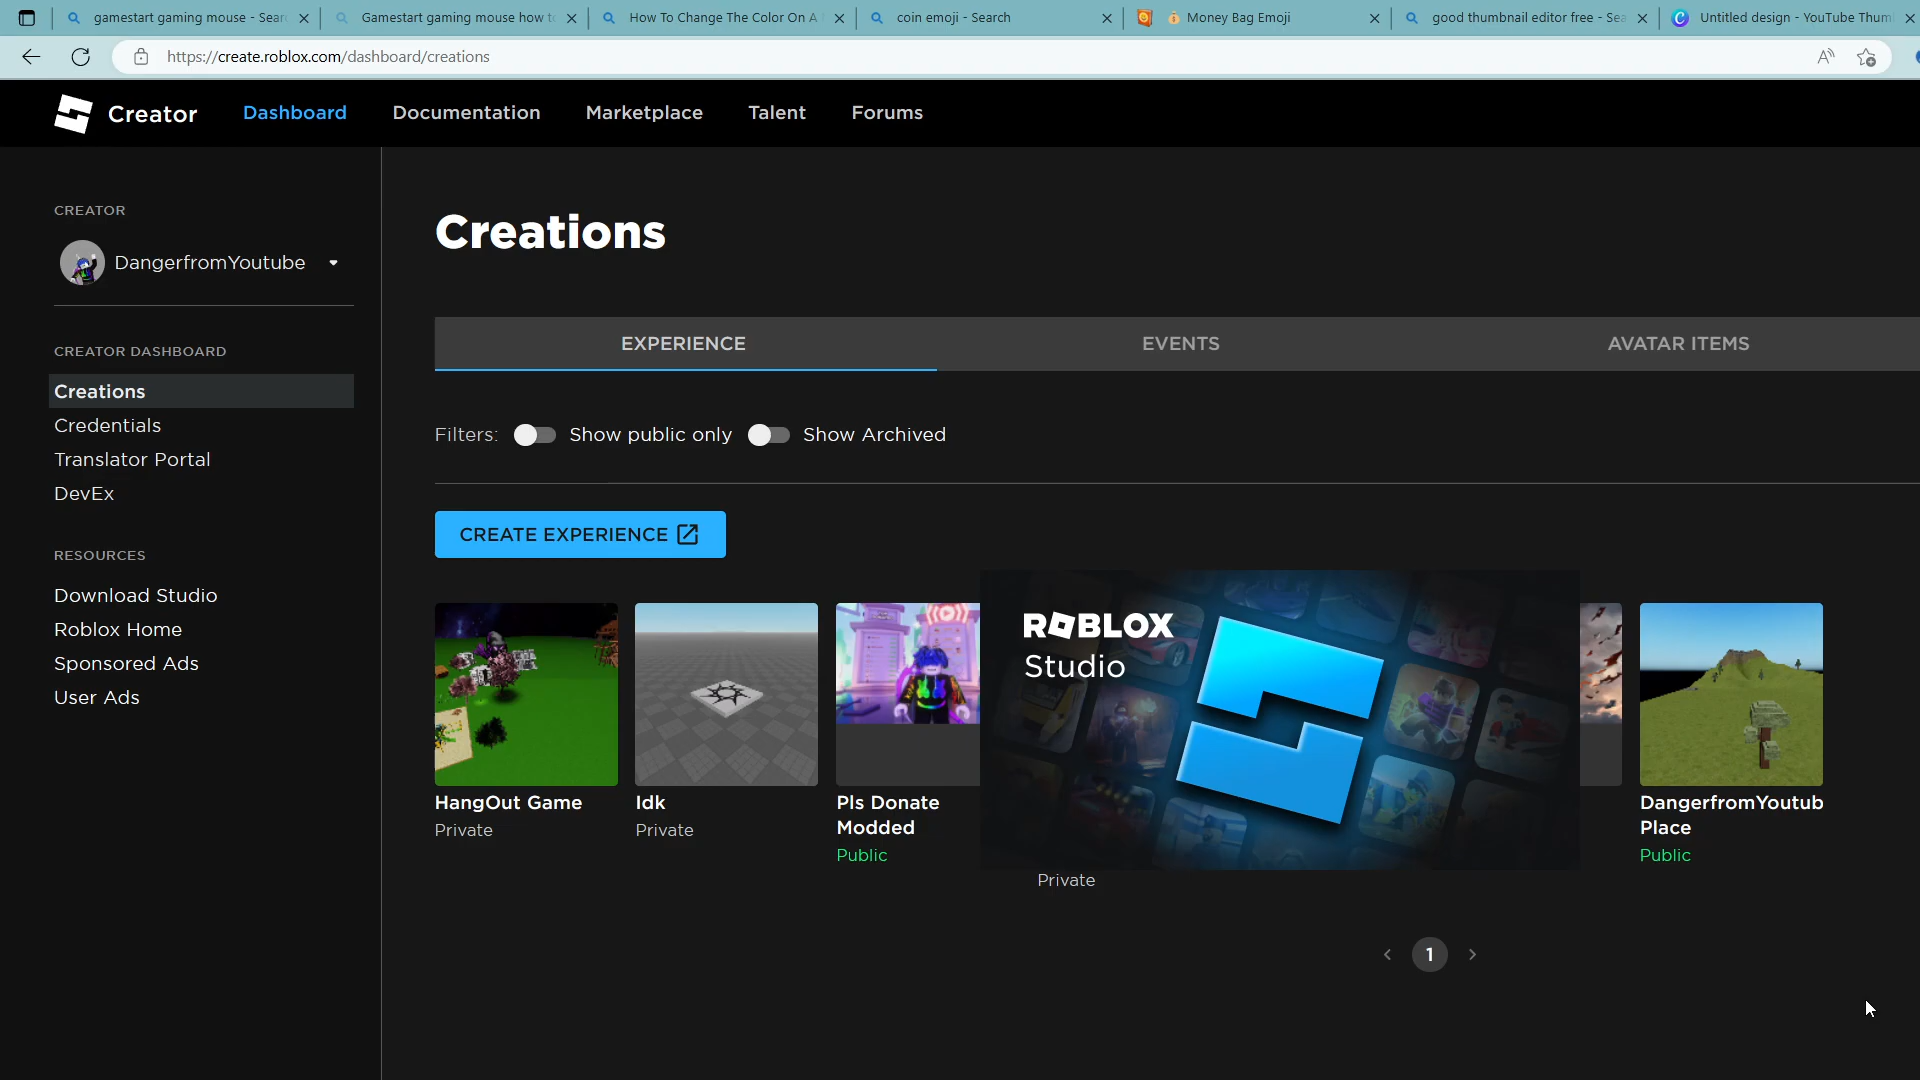 gamestart gaming mouse - Sear
Gamestart gaming mouse how to
How To Change The Color On A
coin emoji - Search
Money Bag Emoji
good thumbnail editor free - Sea
Untitled design - YouTube Thum
https://create.roblox.com/dashboard/creations
Creator
Dashboard
Documentation
Marketplace
Talent
Forums
CREATOR
DangerfromYoutube
CREATOR DASHBOARD
Creations
Credentials
Translator Portal
DevEx
RESOURCES
Download Studio
Roblox Home
Sponsored Ads
User Ads
Creations
EXPERIENCE
EVENTS
AVATAR ITEMS
Filters: Show public only Show Archived
CREATE EXPERIENCE
HangOut Game
Private
Idk
Private
Pls Donate
Modded
Public
ROBLOX
Studio
Private
DangerfromYoutub
Place
Public
1